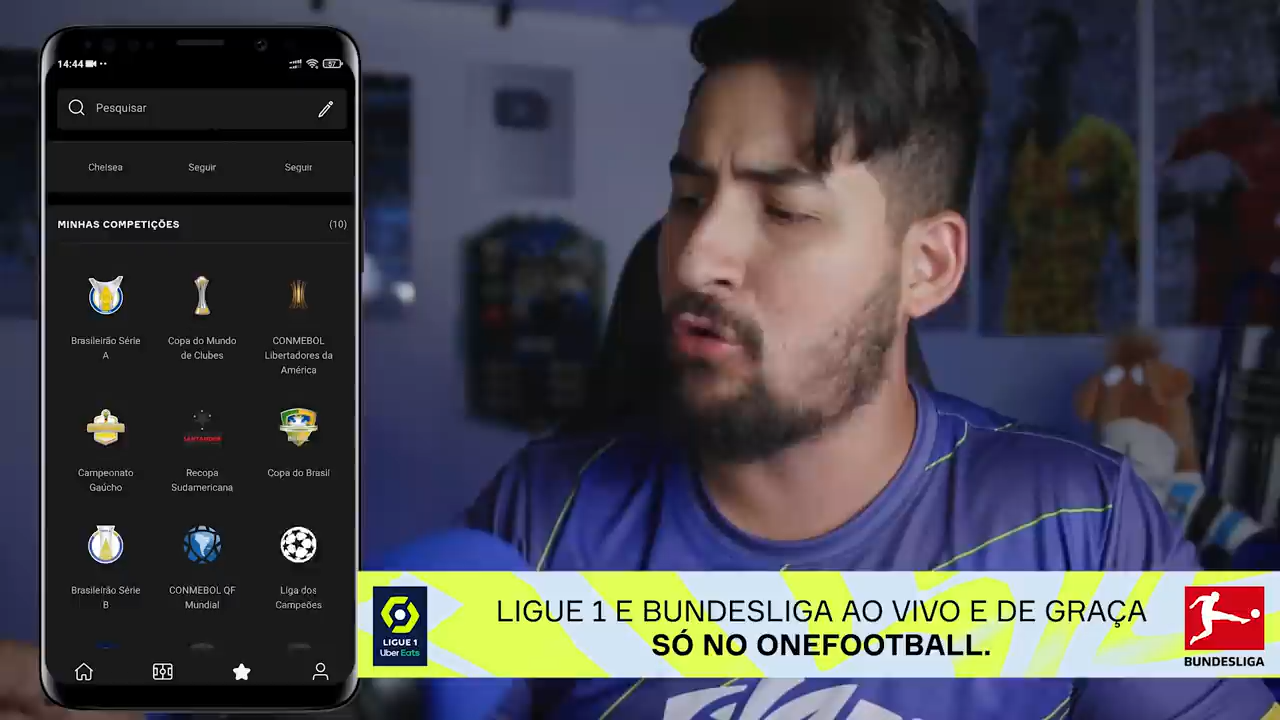 14:44
57
Pesquisar
Chelsea
Seguir
Seguir
MINHAS COMPETIÇÕES
(10)
Brasileirão Série
A
Copa do Mundo
de Clubes
CONMEBOL
Libertadores da
América
Campeonato
Gaúcho
SANTANDER
Recopa
Sudamericana
Copa do Brasil
Brasileirão Série
B
CONMEBOL QF
Mundial
Liga dos
Campeões
LIGUE 1
Uber Eats
LIGUE 1 E BUNDESLIGA AO VIVO E DE GRAÇA
SÓ NO ONEFOOTBALL.
BUNDESLIGA